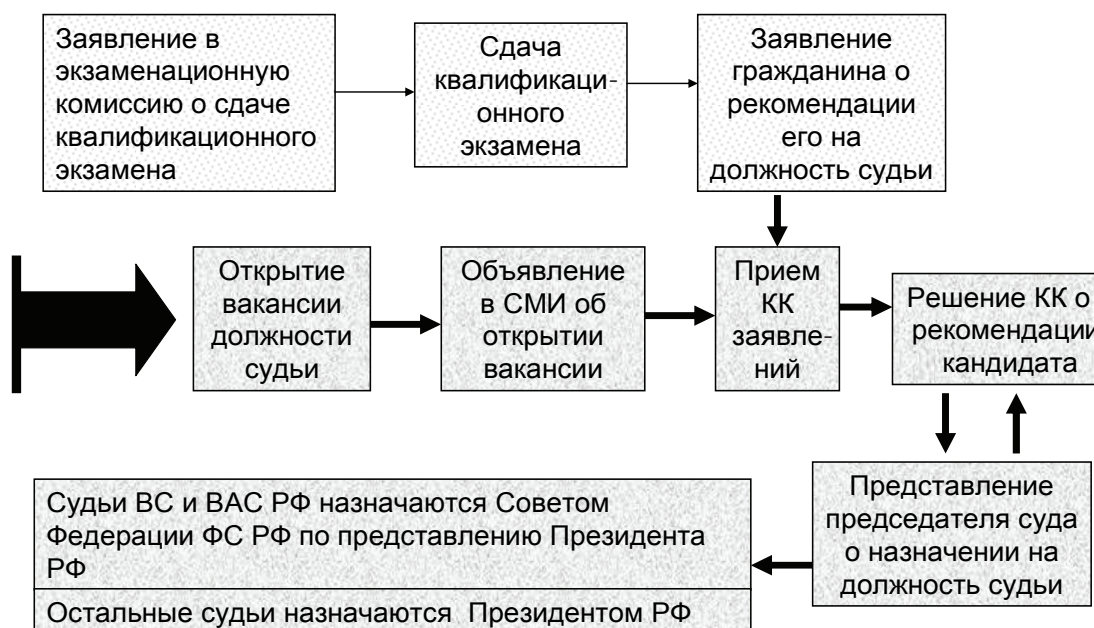 Заявление в
экзаменационную
комиссию о сдаче
квалификационного
экзамена
Сдача
квалификаци-
онного
экзамена
Заявление
гражданина о
рекомендации
его на
должность судьи
Открытие
вакансии
должности
судьи
Объявление
в СМИ об
открытии
вакансии
Прием
КК
заявле-
ний
Решение КК о
рекомендации
кандидата
Представление
председателя суда
о назначении на
должность судьи
Судьи ВС и ВАС РФ назначаются Советом
Федерации ФС РФ по представлению Президента
РФ
Остальные судьи назначаются Президентом РФ